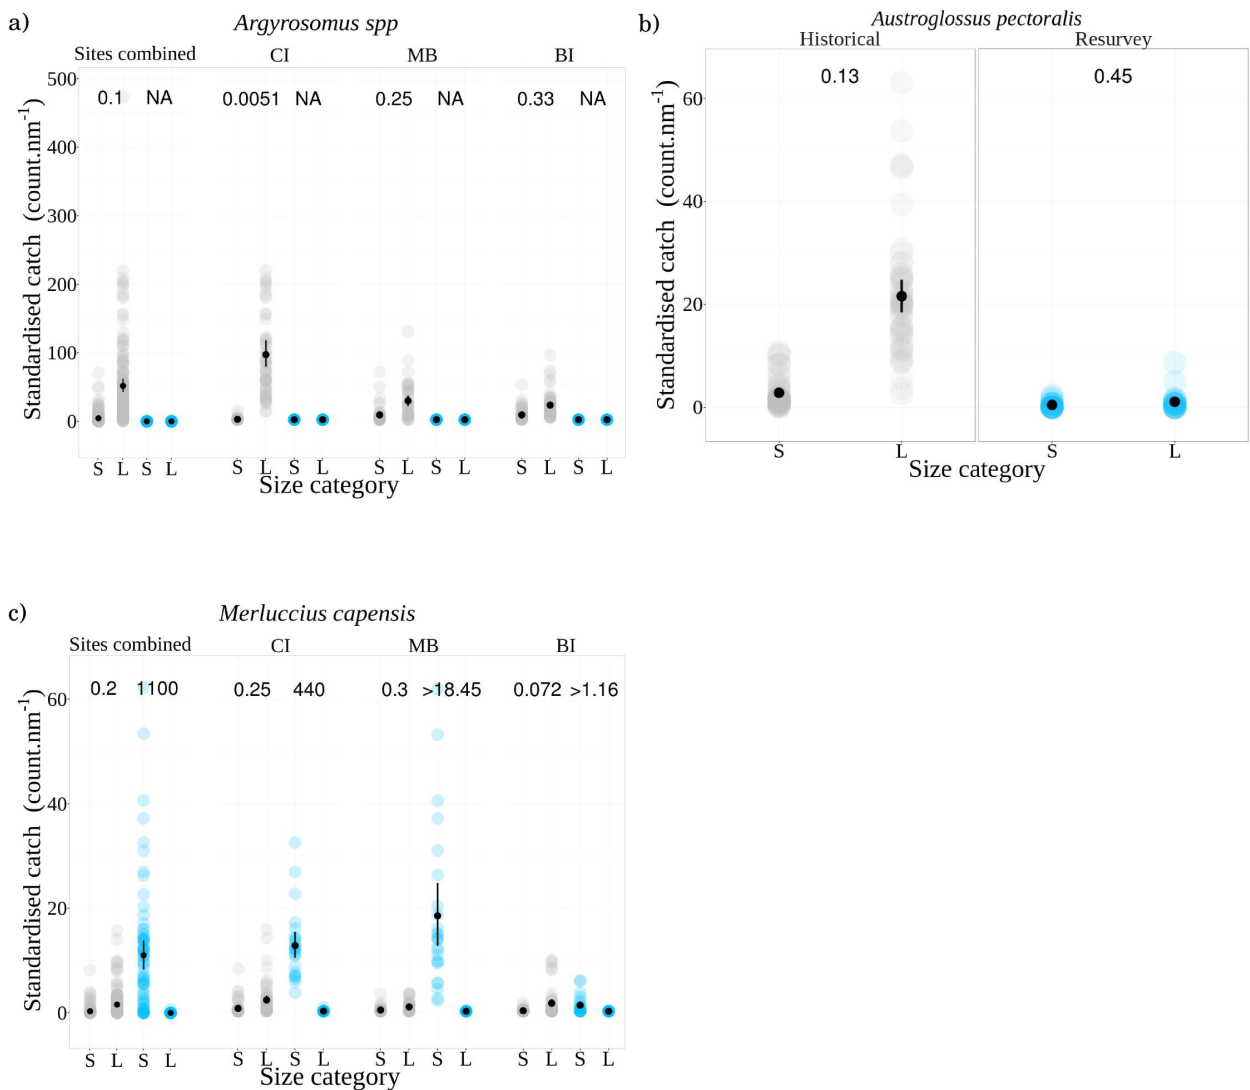 a)
Argyrosomus spp
Sites combined CI MB BI
0.1 NA 0.0051 NA 0.25 NA 0.33 NA
Standardised catch (count.nm⁻¹)
500
400
300
200
100
0
S L S L S L S L S L S L S L S L
Size category
b)
Austroglossus pectoralis
Historical Resurvey
0.13 0.45
Standardised catch (count.nm⁻¹)
60
40
20
0
S L S L
Size category
c)
Merluccius capensis
Sites combined CI MB BI
0.2 1100 0.25 440 0.3 >18.45 0.072 >1.16
Standardised catch (count.nm⁻¹)
60
40
20
0
S L S L S L S L S L S L S L S L
Size category